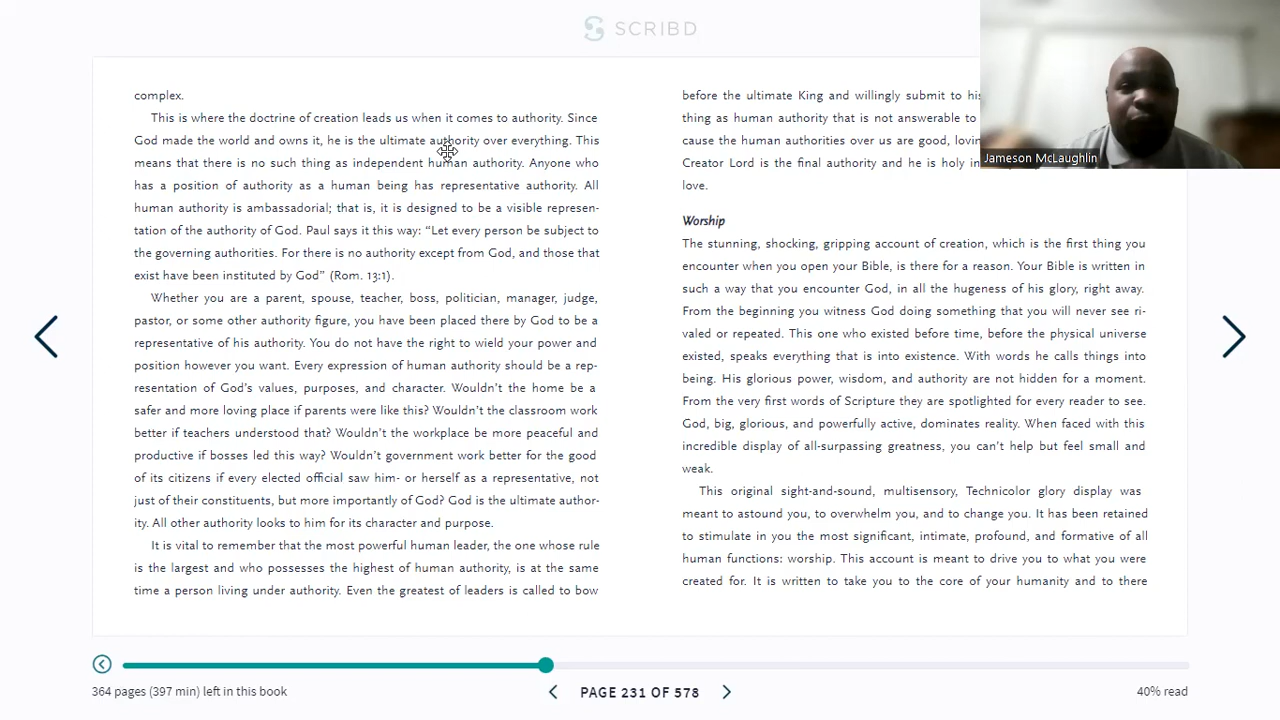 SCRIBD
complex.
This is where the doctrine of creation leads us when it comes to authority. Since
God made the world and owns it, he is the ultimate authority over everything. This
means that there is no such thing as independent human authority. Anyone who
has a position of authority as a human being has representative authority. All
human authority is ambassadorial; that is, it is designed to be a visible represen-
tation of the authority of God. Paul says it this way: “Let every person be subject to
the governing authorities. For there is no authority except from God, and those that
exist have been instituted by God” (Rom. 13:1).
Whether you are a parent, spouse, teacher, boss, politician, manager, judge,
pastor, or some other authority figure, you have been placed there by God to be a
representative of his authority. You do not have the right to wield your power and
position however you want. Every expression of human authority should be a rep-
resentation of God’s values, purposes, and character. Wouldn’t the home be a
safer and more loving place if parents were like this? Wouldn’t the classroom work
better if teachers understood that? Wouldn’t the workplace be more peaceful and
productive if bosses led this way? Wouldn’t government work better for the good
of its citizens if every elected official saw him- or herself as a representative, not
just of their constituents, but more importantly of God? God is the ultimate author-
ity. All other authority looks to him for its character and purpose.
It is vital to remember that the most powerful human leader, the one whose rule
is the largest and who possesses the highest of human authority, is at the same
time a person living under authority. Even the greatest of leaders is called to bow
before the ultimate King and willingly submit to his
thing as human authority that is not answerable to
cause the human authorities over us are good, lovin
Creator Lord is the final authority and he is holy in
love.
Worship
The stunning, shocking, gripping account of creation, which is the first thing you
encounter when you open your Bible, is there for a reason. Your Bible is written in
such a way that you encounter God, in all the hugeness of his glory, right away.
From the beginning you witness God doing something that you will never see ri-
valed or repeated. This one who existed before time, before the physical universe
existed, speaks everything that is into existence. With words he calls things into
being. His glorious power, wisdom, and authority are not hidden for a moment.
From the very first words of Scripture they are spotlighted for every reader to see.
God, big, glorious, and powerfully active, dominates reality. When faced with this
incredible display of all-surpassing greatness, you can’t help but feel small and
weak.
This original sight-and-sound, multisensory, Technicolor glory display was
meant to astound you, to overwhelm you, and to change you. It has been retained
to stimulate in you the most significant, intimate, profound, and formative of all
human functions: worship. This account is meant to drive you to what you were
created for. It is written to take you to the core of your humanity and to there
Jameson McLaughlin
364 pages (397 min) left in this book
PAGE 231 OF 578
40% read